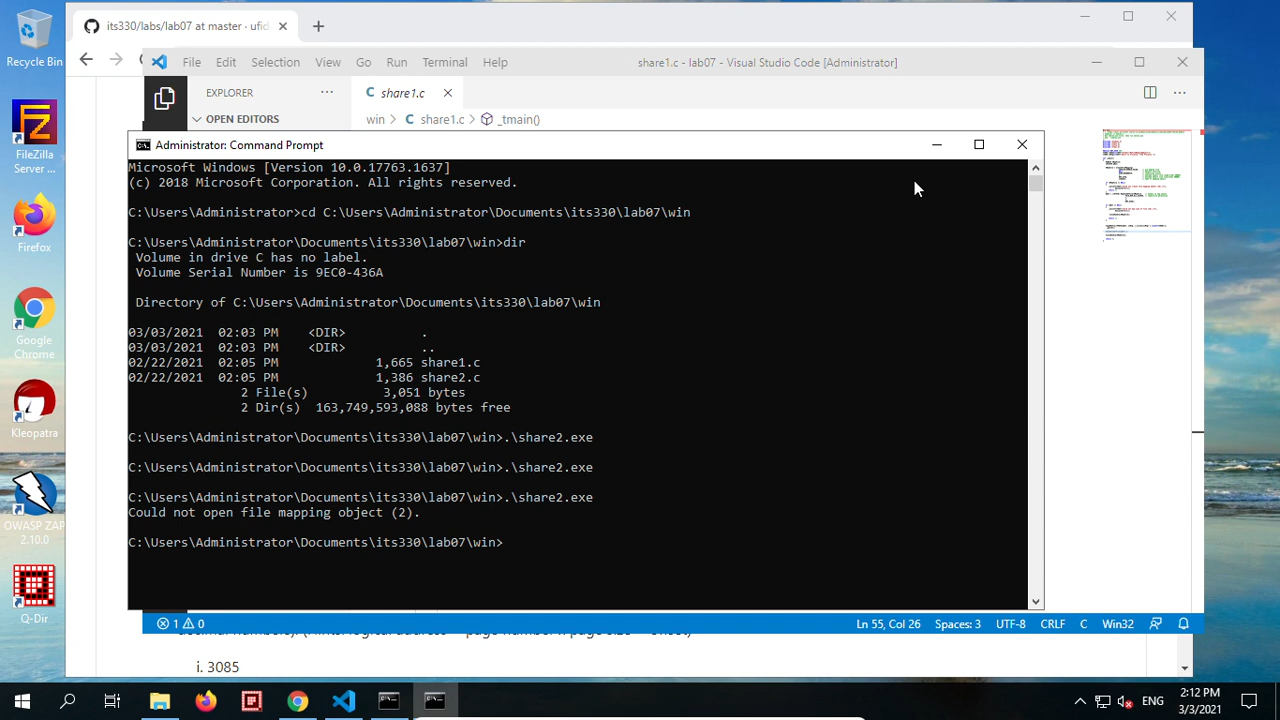 its330/labs/lab07 at master · ufid
Recycle Bin
File Edit Selection View Go Run Terminal Help
share1.c - lab07 - Visual Studio Code [Administrator]
EXPLORER
share1.c
OPEN EDITORS
win > C share1.c > _tmain()
Administrator: Command Prompt
(c) 2018 Microsoft Corporation. All rights reserved.
C:\Users\Administrator>cd C:\Users\Administrator\Documents\its330\lab07\win
C:\Users\Administrator\Documents\its330\lab07\win>dir
Volume in drive C has no label.
Volume Serial Number is 9EC0-436A
Directory of C:\Users\Administrator\Documents\its330\lab07\win
03/03/2021 02:03 PM <DIR> .
03/03/2021 02:03 PM <DIR> ..
02/22/2021 02:05 PM 1,665 share1.c
02/22/2021 02:05 PM 1,386 share2.c
2 File(s) 3,051 bytes
2 Dir(s) 163,749,593,088 bytes free
C:\Users\Administrator\Documents\its330\lab07\win>.\share2.exe
C:\Users\Administrator\Documents\its330\lab07\win>.\share2.exe
C:\Users\Administrator\Documents\its330\lab07\win>.\share2.exe
Could not open file mapping object (2).
C:\Users\Administrator\Documents\its330\lab07\win>
FileZilla
Server ...
Firefox
Google
Chrome
Kleopatra
OWASP ZAP
2.10.0
Q-Dir
1 0
Ln 55, Col 26 Spaces: 3 UTF-8 CRLF C Win32
i. 3085
ENG
2:12 PM
3/3/2021